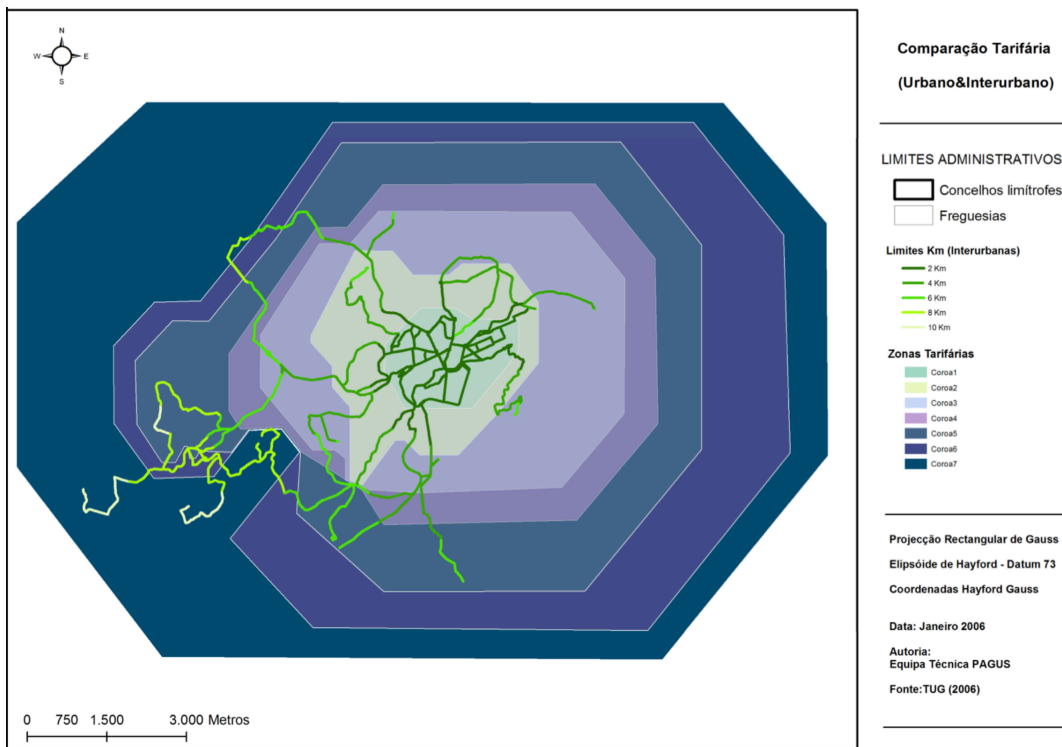 N
W E
S
Comparação Tarifária
(Urbano&Interurbano)
LIMITES ADMINISTRATIVOS
Concelhos limítrofes
Freguesias
Limites Km (Interurbanas)
2 Km
4 Km
6 Km
8 Km
10 Km
Zonas Tarifárias
Coroa1
Coroa2
Coroa3
Coroa4
Coroa5
Coroa6
Coroa7
Projecção Rectangular de Gauss
Elipsóide de Hayford - Datum 73
Coordenadas Hayford Gauss
Data: Janeiro 2006
Autoria:
Equipa Técnica PAGUS
Fonte:TUG (2006)
0 750 1.500 3.000 Metros